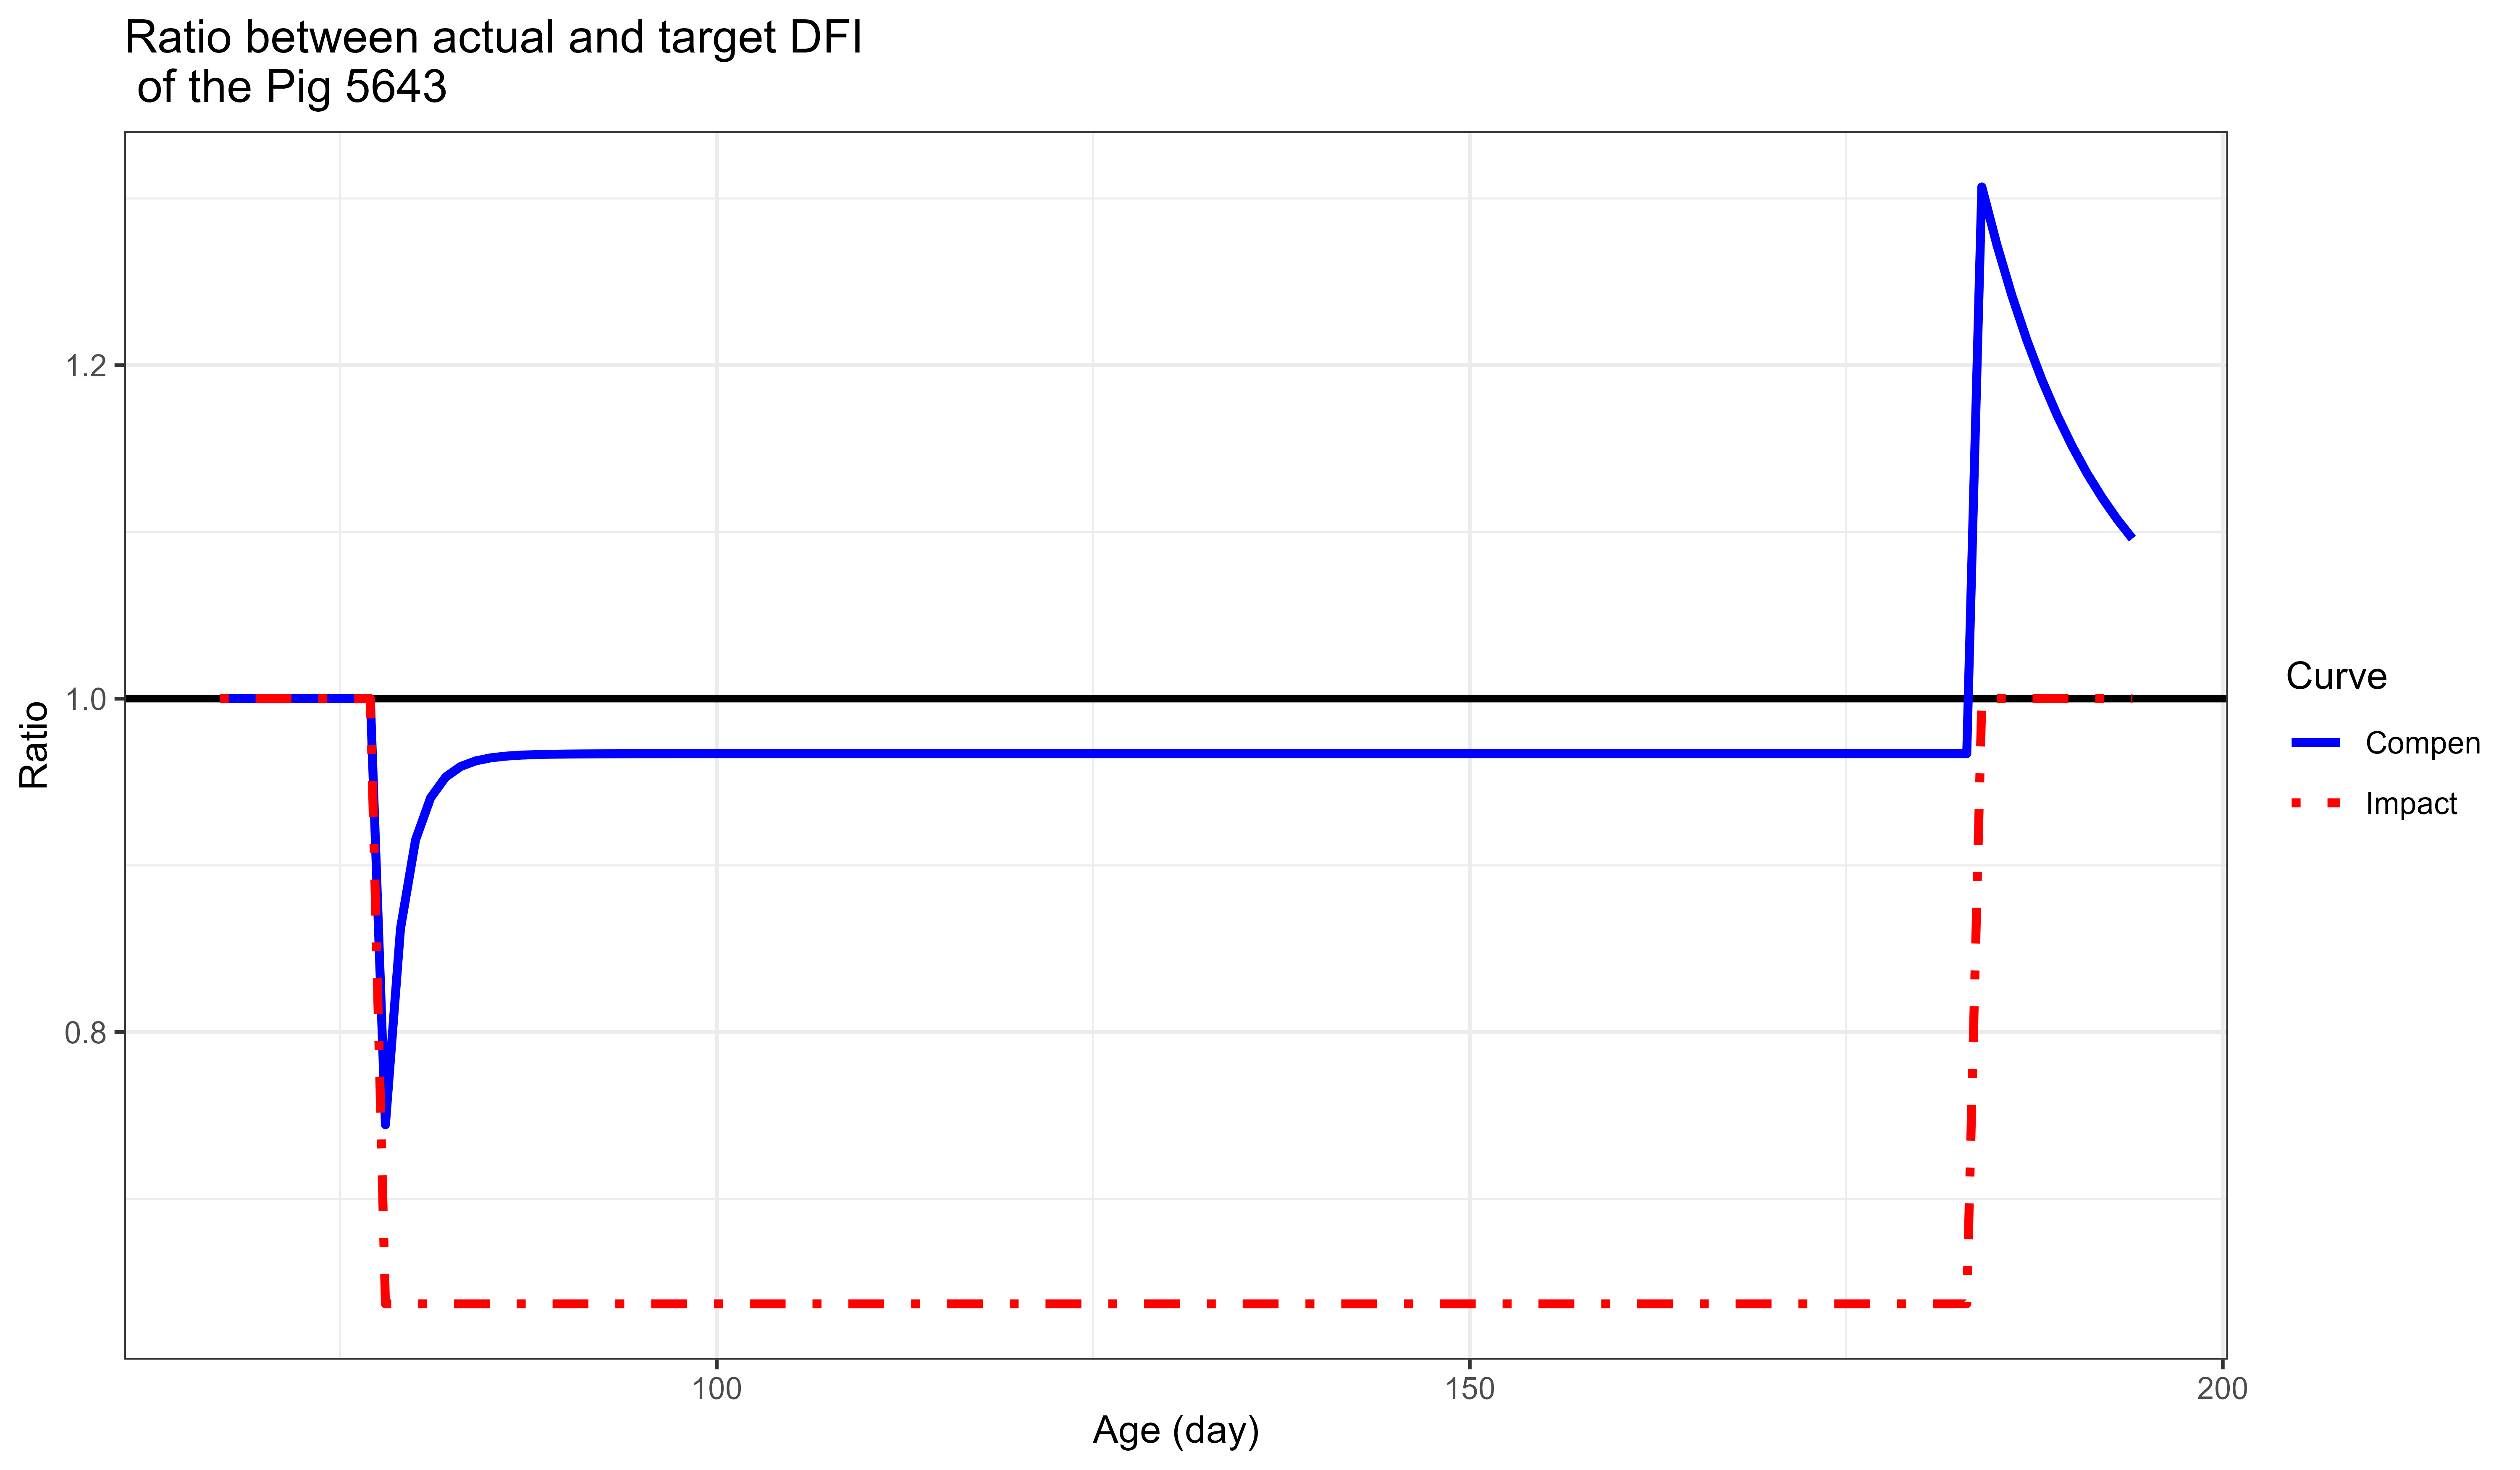 Ratio between actual and target DFI
of the Pig 5643
1.2
1.0
0.8
Ratio
100
150
200
Age (day)
Curve
Compen
Impact